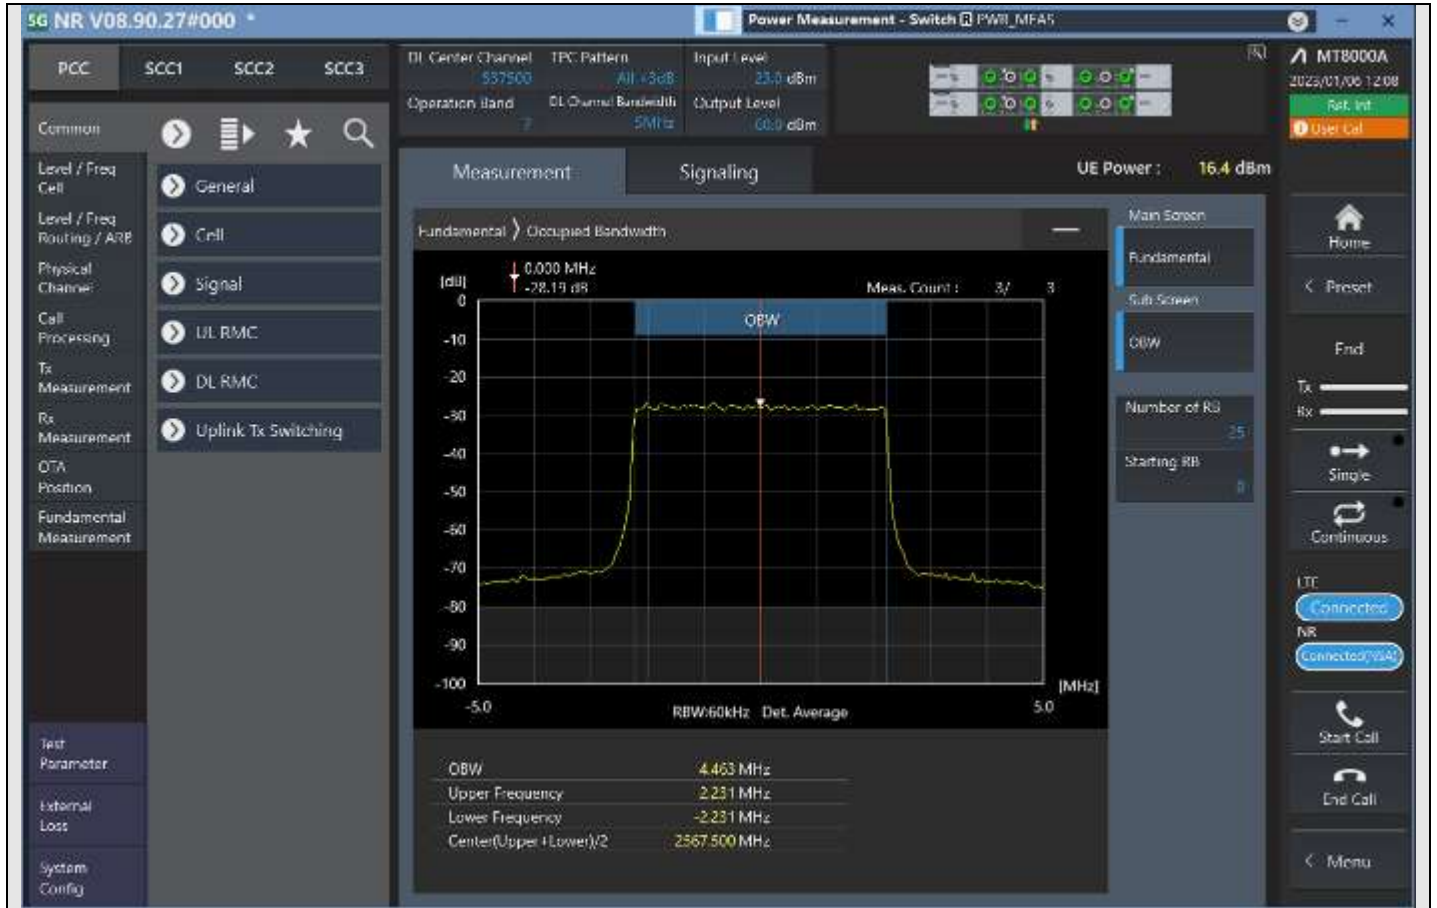 SG NR V08.90.27#000 *
Power Measurement - Switch R PWR_MEAS
PCC SCC1 SCC2 SCC3
DL Center Channel
537500
TPC Pattern
All +3dB
Input Level
23.0 dBm
Operation Band
7
DL Channel Bandwidth
5MHz
Output Level
dBm
MT8000A
2023/01/06 12:08
Ref. Int
User Cal
Common
Level / Freq
Cell
Level / Freq
Routing / ARB
Physical
Channel
Call
Processing
Tx
Measurement
Rx
Measurement
OTA
Position
Fundamental
Measurement
Test
Parameter
External
Loss
System
Config
General
Cell
Signal
UL RMC
DL RMC
Uplink Tx Switching
Measurement Signaling
UE Power : 16.4 dBm
Fundamental Occupied Bandwidth
[dB]
0.000 MHz
-28.19 dB
Meas. Count : 3/ 3
OBW
0
-10
-20
-30
-40
-50
-60
-70
-80
-90
-100
[MHz]
-5.0 5.0
RBW:60kHz Det. Average
OBW 4.463 MHz
Upper Frequency 2.231 MHz
Lower Frequency -2.231 MHz
Center(Upper+Lower)/2 2567.500 MHz
Main Screen
Fundamental
Sub Screen
OBW
Number of RB
25
Starting RB
0
Home
< Preset
End
Tx
Rx
Single
Continuous
LTE
Connected
NR
Connected(NSA)
Start Call
End Call
< Menu